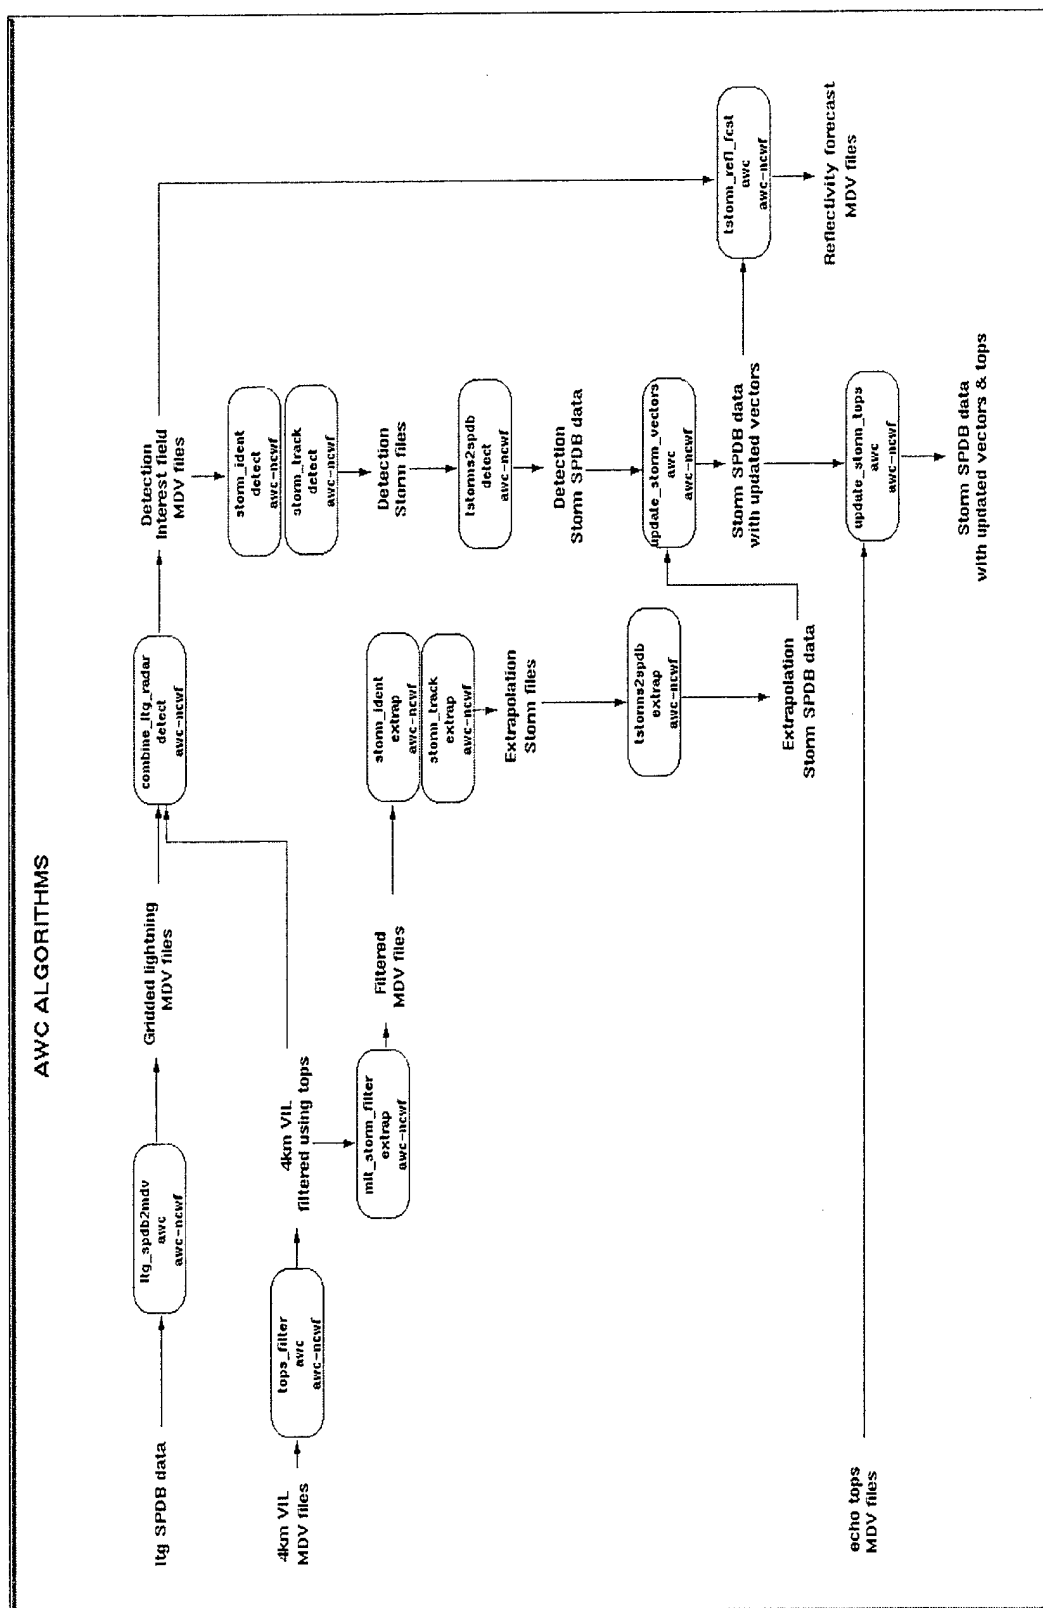 AWC ALGORITHMS
ltg SPDB data
ltg_spdb2mdv
awc
awc-ncwf
Gridded lightning
MDV files
combine_ltg_radar
detect
awc-ncwf
Detection
Interest field
MDV files
4km VIL
MDV files
tops_filter
awc
awc-ncwf
4km VIL
filtered using tops
mit_storm_filter
extrap
awc-ncwf
Filtered
MDV files
storm_ident
extrap
awc-ncwf
storm_track
extrap
awc-ncwf
Extrapolation
Storm files
tstorms2spdb
extrap
awc-ncwf
Extrapolation
Storm SPDB data
storm_ident
detect
awc-ncwf
storm_track
detect
awc-ncwf
Detection
Storm files
tstorms2spdb
detect
awc-ncwf
Detection
Storm SPDB data
update_storm_vectors
awc
awc-ncwf
Storm SPDB data
with updated vectors
tstorm_refl_fcst
awc
awc-ncwf
Reflectivity forecast
MDV files
echo tops
MDV files
update_storm_tops
awc
awc-ncwf
Storm SPDB data
with updated vectors & tops